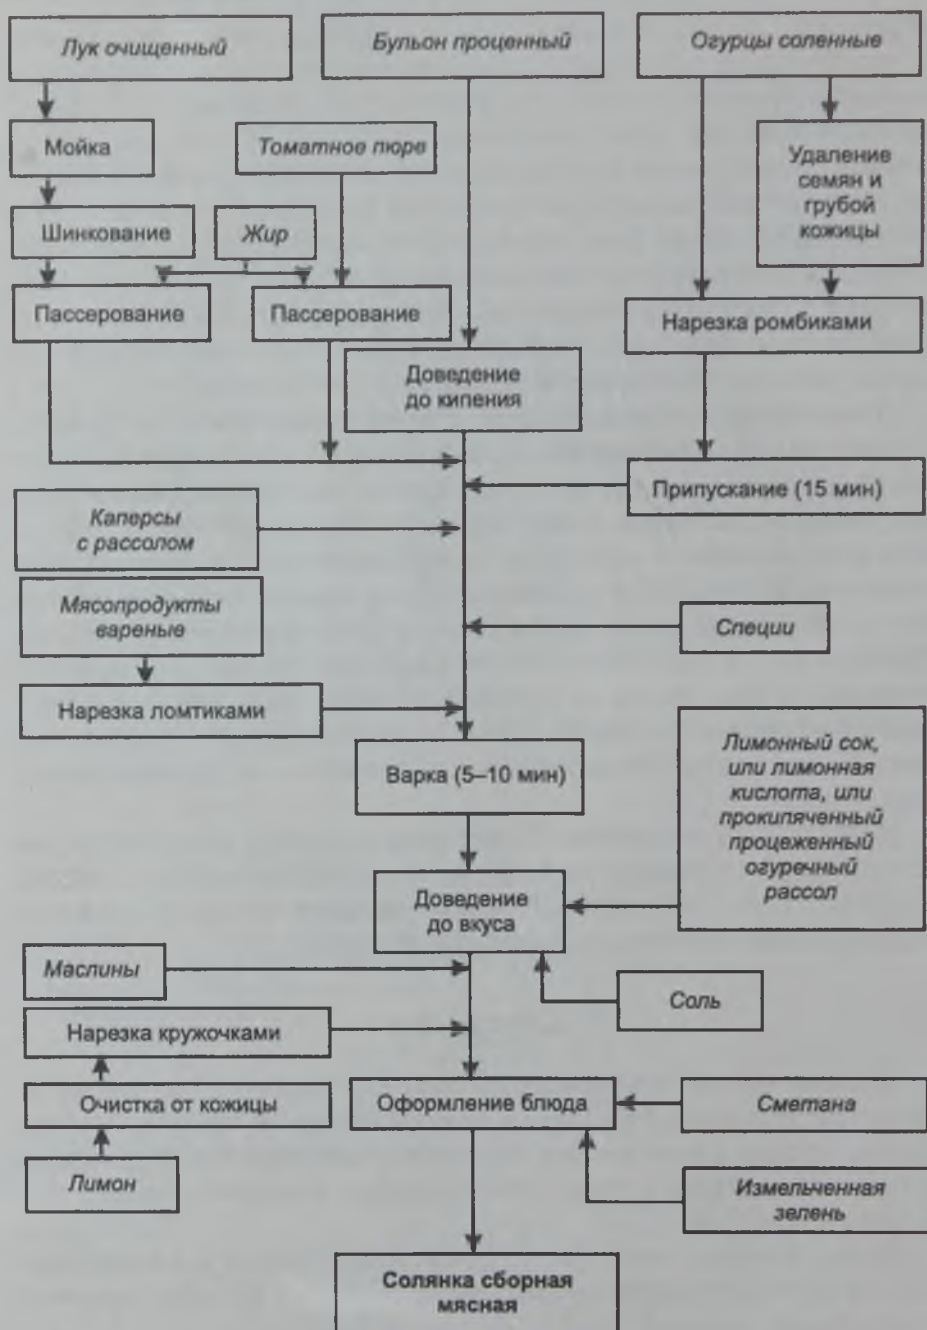 Лук очищенный
Бульон проценный
Огурцы соленные
Мойка
Томатное пюре
Удаление
семян и
грубой
кожицы
Шинкование
Жир
Пассерование
Пассерование
Нарезка ромбиками
Доведение
до кипения
Припускание (15 мин)
Каперсы
с рассолом
Мясопродукты
вареные
Специи
Нарезка ломтиками
Варка (5–10 мин)
Лимонный сок,
или лимонная
кислота, или
прокипяченный
процеженный
огуречный
рассол
Доведение
до вкуса
Маслины
Соль
Нарезка кружочками
Очистка от кожицы
Оформление блюда
Сметана
Лимон
Измельченная
зелень
Солянка сборная
мясная